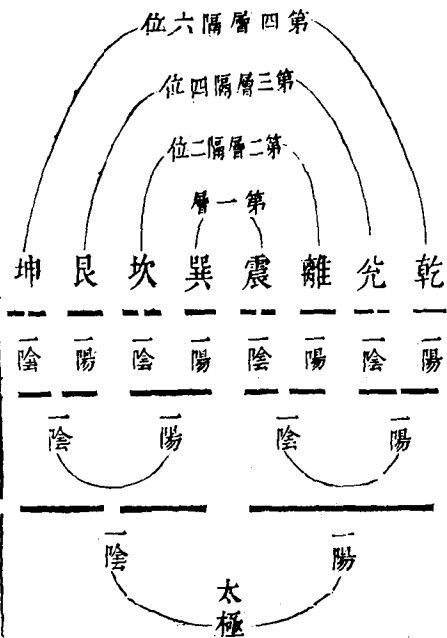 第四層隔六位
第三層隔四位
第二層隔二位
第一層
乾 兊 離 震 巽 坎 艮 坤
一陽 一陰 一陽 一陰 一陽 一陰 一陽 一陰
一陽 一陰 一陽 一陰
一陽 一陰
太極